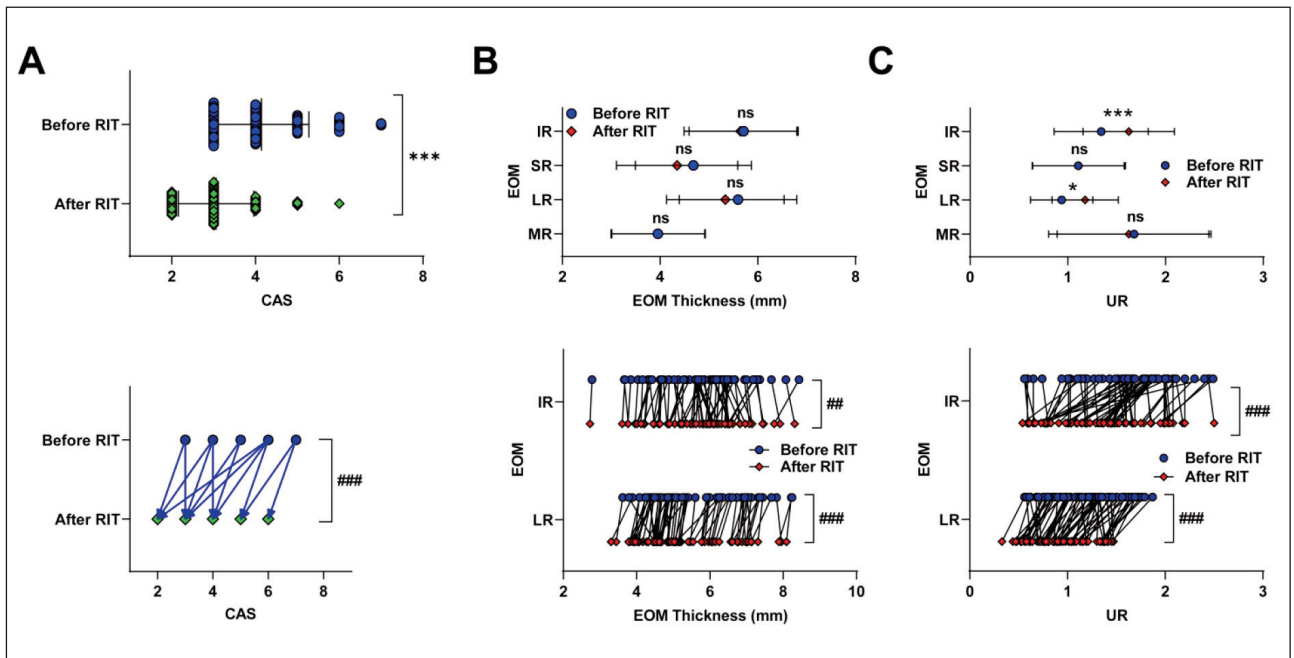 A
Before RIT
After RIT
***
2 4 6 8
CAS
Before RIT
After RIT
###
2 4 6 8
CAS
B
Before RIT
After RIT
EOM
IR
SR
LR
MR
ns
ns
ns
ns
2 4 6 8
EOM Thickness (mm)
EOM
IR
LR
##
Before RIT
After RIT
###
2 4 6 8 10
EOM Thickness (mm)
C
EOM
IR
SR
LR
MR
***
ns
*
ns
Before RIT
After RIT
0 1 2 3
UR
EOM
IR
LR
###
Before RIT
After RIT
###
0 1 2 3
UR